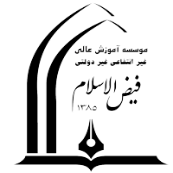 موسسه آموزش عالی
غیر انتفاعی غیر دولتی
فیض الاسلام
۱۳۸۵